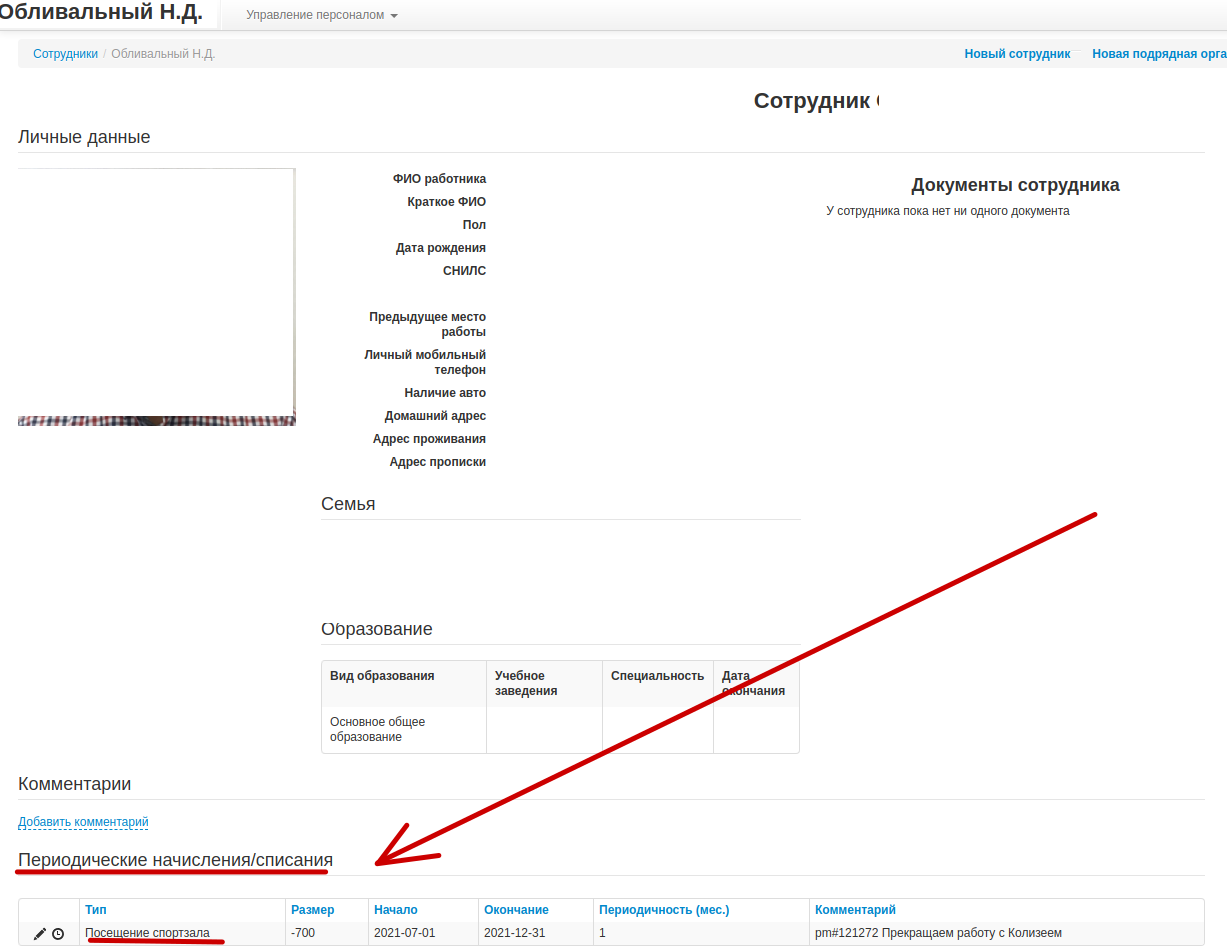 Обливальный Н.Д.
Управление персоналом
Сотрудники / Обливальный Н.Д.
Новый сотрудник Новая подрядная орга
Сотрудник
Личные данные
ФИО работника
Краткое ФИО
Пол
Дата рождения
СНИЛС
Предыдущее место
работы
Личный мобильный
телефон
Наличие авто
Домашний адрес
Адрес проживания
Адрес прописки
Документы сотрудника
У сотрудника пока нет ни одного документа
Семья
Образование
Вид образования Учебное заведения Специальность Дата окончания
Основное общее
образование
Комментарии
Добавить комментарий
Периодические начисления/списания
Тип Размер Начало Окончание Периодичность (мес.) Комментарий
Посещение спортзала -700 2021-07-01 2021-12-31 1 pm#121272 Прекращаем работу с Колизеем